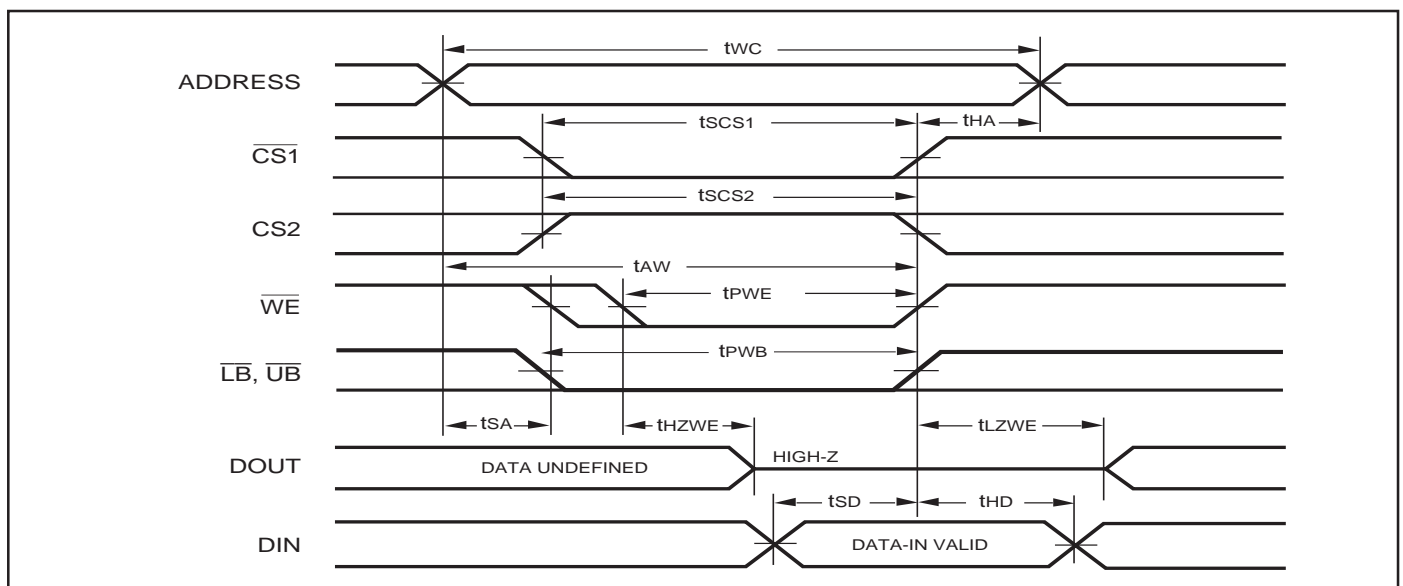 tWC
ADDRESS
tSCS1
tHA
CS1
tSCS2
CS2
tAW
WE
tPWE
tPWB
LB, UB
tSA
tHZWE
tLZWE
DOUT
DATA UNDEFINED
HIGH-Z
tSD
tHD
DIN
DATA-IN VALID